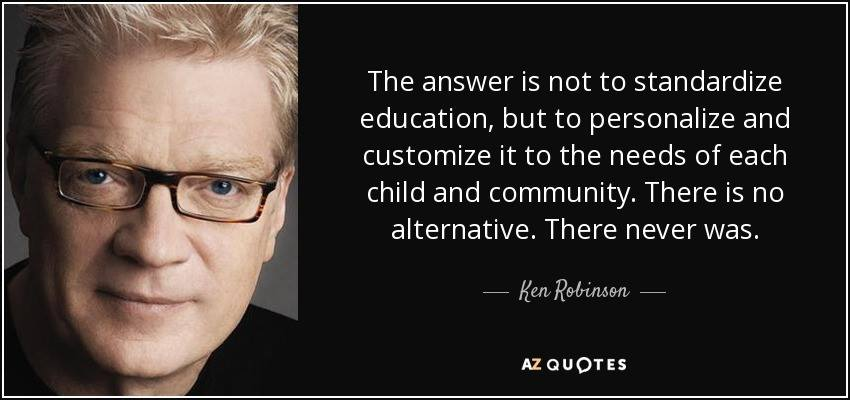 The answer is not to standardize
education, but to personalize and
customize it to the needs of each
child and community. There is no
alternative. There never was.
Ken Robinson
AZ QUOTES